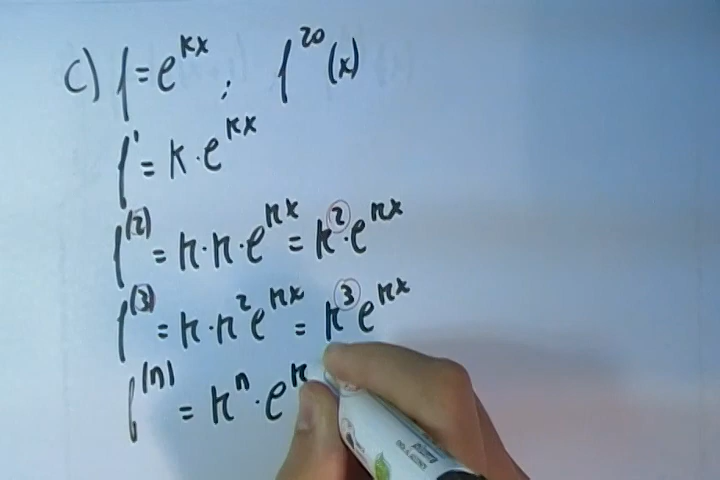 c) f = e^{kx} ; f^{20}(x)
f' = k · e^{kx}
f^{(2)} = k · k · e^{kx} = k^{2} · e^{kx}
f^{(3)} = k · k^{2} e^{kx} = k^{3} e^{kx}
f^{(n)} = k^{n} · e^{k